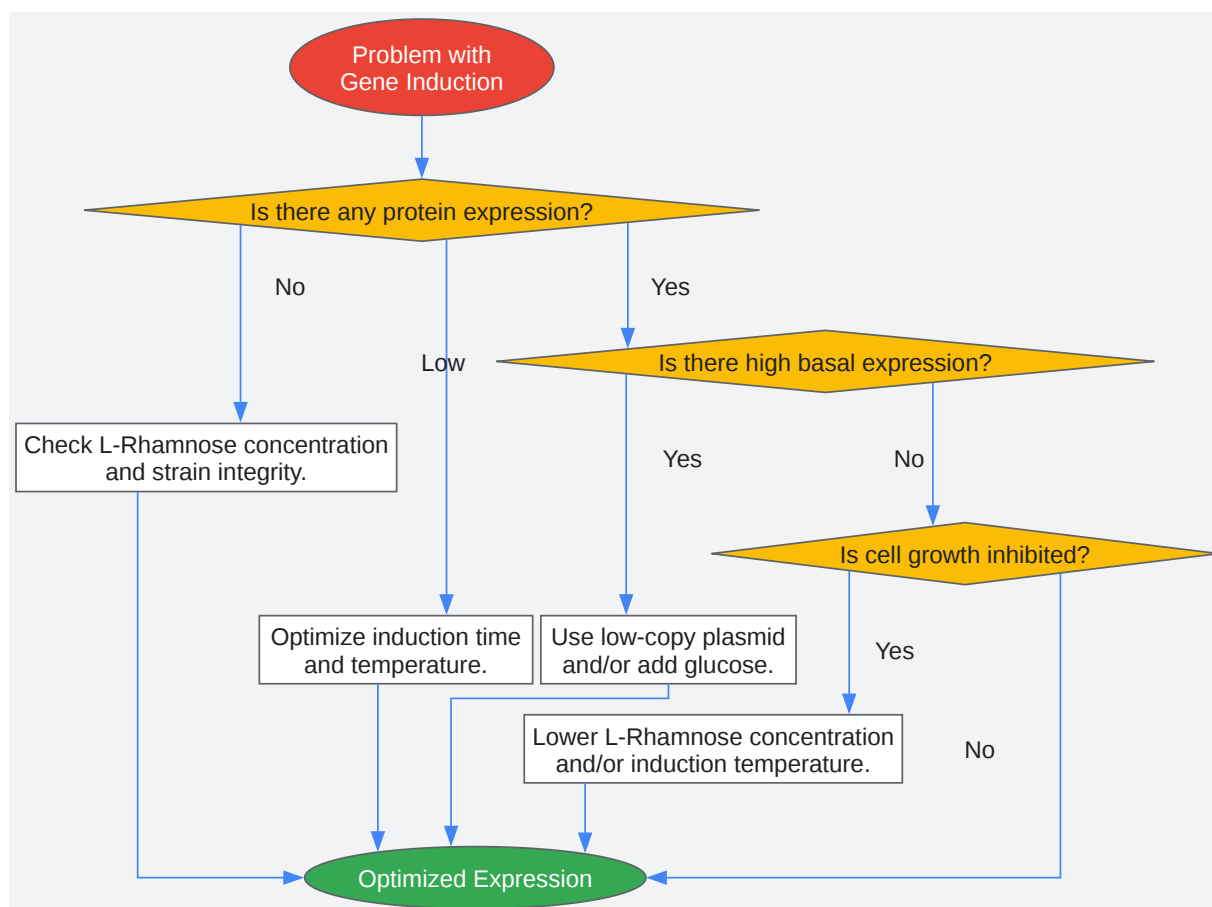 Problem with
Gene Induction
Is there any protein expression?
No
Yes
Low
Is there high basal expression?
Check L-Rhamnose concentration
and strain integrity.
Yes
No
Is cell growth inhibited?
Optimize induction time
and temperature.
Use low-copy plasmid
and/or add glucose.
Yes
Lower L-Rhamnose concentration
and/or induction temperature.
No
Optimized Expression